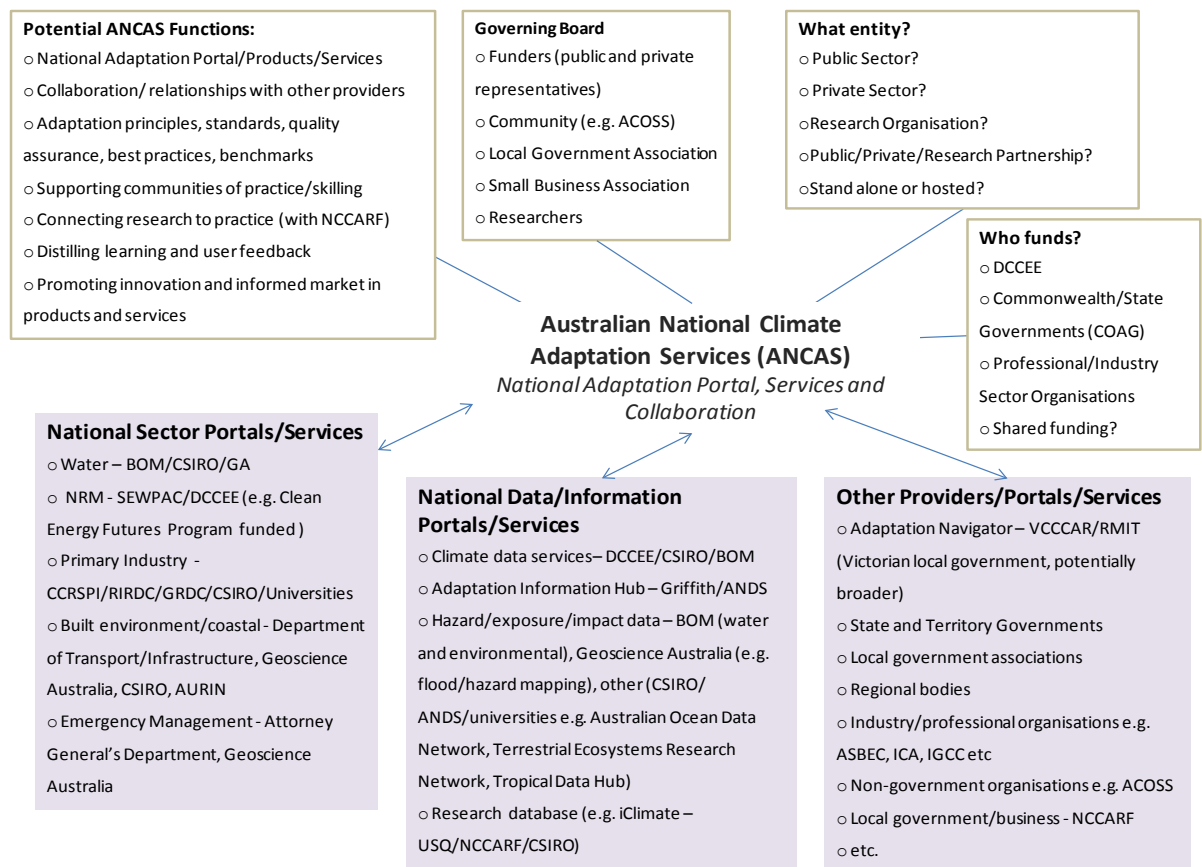 Potential ANCAS Functions:
o National Adaptation Portal/Products/Services
o Collaboration/ relationships with other providers
o Adaptation principles, standards, quality
assurance, best practices, benchmarks
o Supporting communities of practice/skilling
o Connecting research to practice (with NCCARF)
o Distilling learning and user feedback
o Promoting innovation and informed market in
products and services
Governing Board
o Funders (public and private
representatives)
o Community (e.g. ACOSS)
o Local Government Association
o Small Business Association
o Researchers
What entity?
o Public Sector?
o Private Sector?
o Research Organisation?
o Public/Private/Research Partnership?
o Stand alone or hosted?
Who funds?
o DCCEE
o Commonwealth/State
Governments (COAG)
o Professional/Industry
Sector Organisations
o Shared funding?
Australian National Climate
Adaptation Services (ANCAS)
National Adaptation Portal, Services and
Collaboration
National Sector Portals/Services
o Water – BOM/CSIRO/GA
o NRM - SEWPAC/DCCEE (e.g. Clean
Energy Futures Program funded )
o Primary Industry -
CCRSPI/RIRDC/GRDC/CSIRO/Universities
o Built environment/coastal - Department
of Transport/Infrastructure, Geoscience
Australia, CSIRO, AURIN
o Emergency Management - Attorney
General's Department, Geoscience
Australia
National Data/Information
Portals/Services
o Climate data services– DCCEE/CSIRO/BOM
o Adaptation Information Hub – Griffith/ANDS
o Hazard/exposure/impact data – BOM (water
and environmental), Geoscience Australia (e.g.
flood/hazard mapping), other (CSIRO/
ANDS/universities e.g. Australian Ocean Data
Network, Terrestrial Ecosystems Research
Network, Tropical Data Hub)
o Research database (e.g. iClimate –
USQ/NCCARF/CSIRO)
Other Providers/Portals/Services
o Adaptation Navigator – VCCCAR/RMIT
(Victorian local government, potentially
broader)
o State and Territory Governments
o Local government associations
o Regional bodies
o Industry/professional organisations e.g.
ASBEC, ICA, IGCC etc
o Non-government organisations e.g. ACOSS
o Local government/business - NCCARF
o etc.